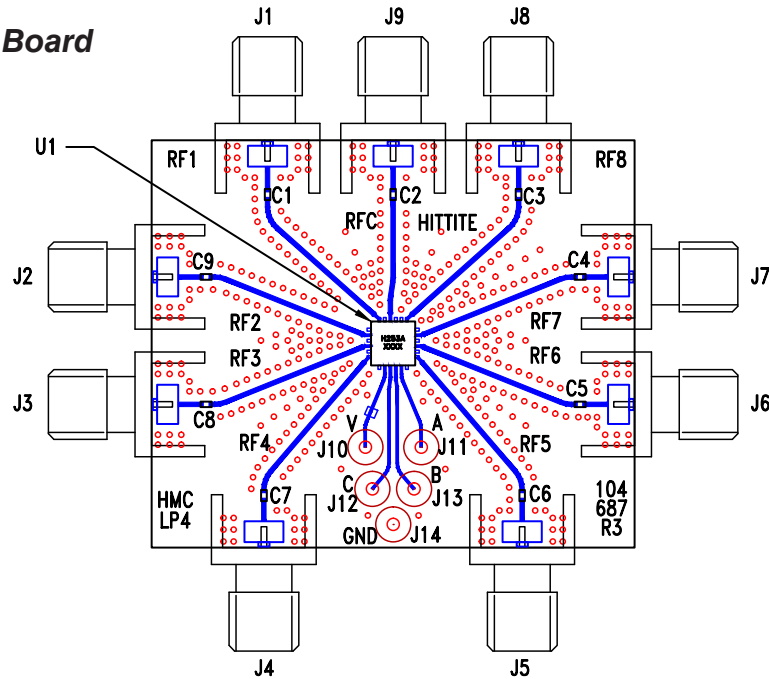 Board
J1
J9
J8
U1
RF1
RF8
C1
C2
C3
RFC
HITTITE
J2
C9
C4
J7
RF2
RF7
H253A
XXXX
RF3
RF6
J3
C8
C5
J6
RF4
V
A
RF5
J10
J11
C7
C
B
C6
J12
J13
HMC
LP4
GND
J14
104
687
R3
J4
J5